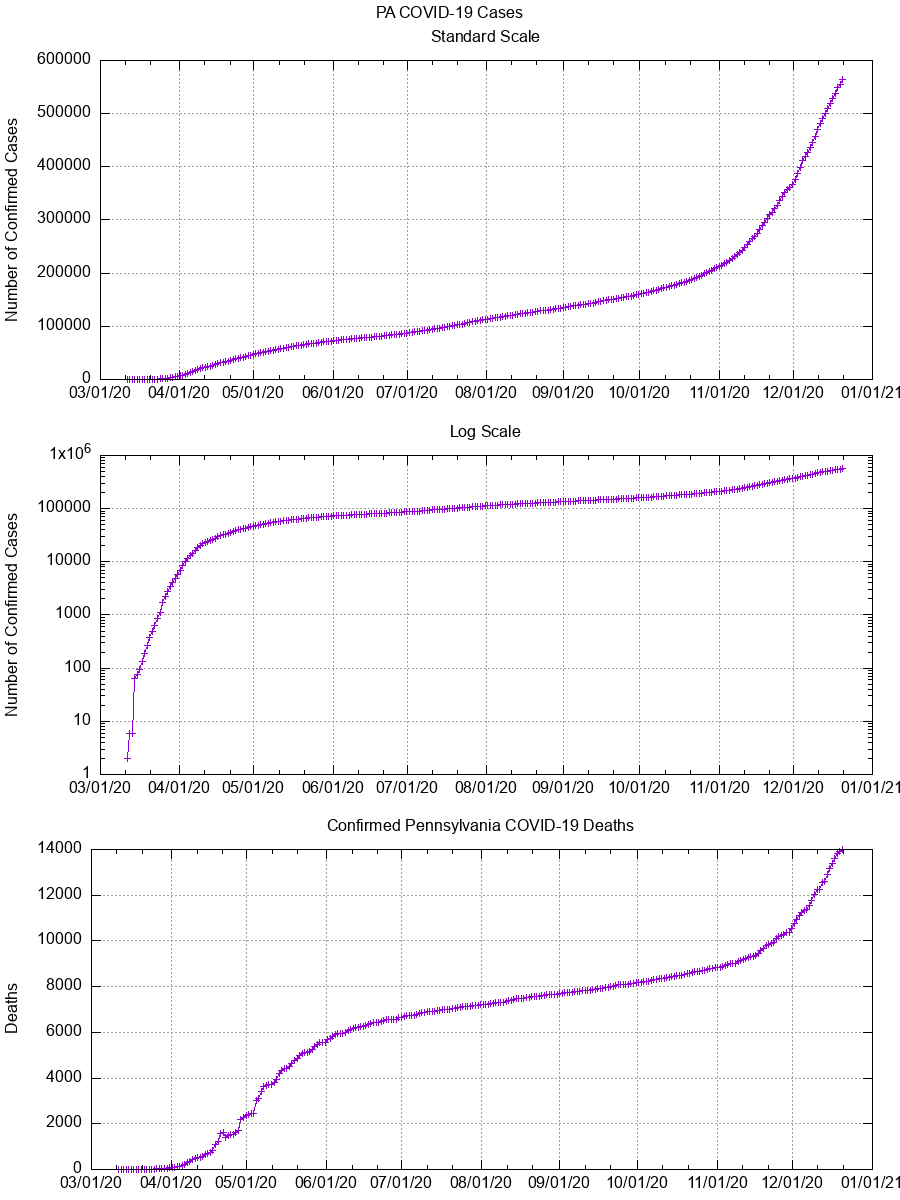 PA COVID-19 Cases
Standard Scale
Number of Confirmed Cases
600000
500000
400000
300000
200000
100000
0
03/01/20 04/01/20 05/01/20 06/01/20 07/01/20 08/01/20 09/01/20 10/01/20 11/01/20 12/01/20 01/01/21
Log Scale
Number of Confirmed Cases
1x10⁶
100000
10000
1000
100
10
1
03/01/20 04/01/20 05/01/20 06/01/20 07/01/20 08/01/20 09/01/20 10/01/20 11/01/20 12/01/20 01/01/21
Confirmed Pennsylvania COVID-19 Deaths
Deaths
14000
12000
10000
8000
6000
4000
2000
0
03/01/20 04/01/20 05/01/20 06/01/20 07/01/20 08/01/20 09/01/20 10/01/20 11/01/20 12/01/20 01/01/21